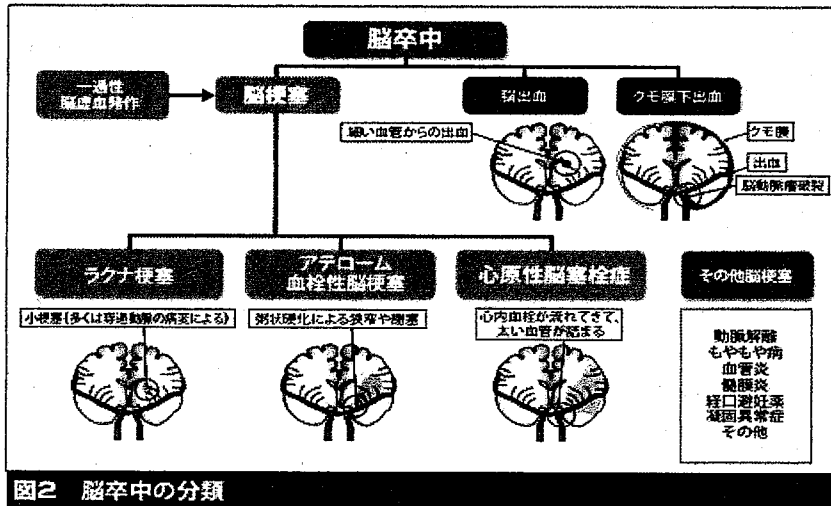 脳卒中
一過性
脳虚血発作
脳梗塞
脳出血
クモ膜下出血
細い血管からの出血
クモ膜
出血
脳動脈瘤破裂
ラクナ梗塞
アテローム
血栓性脳梗塞
心原性脳塞栓症
その他脳梗塞
小梗塞(多くは穿通動脈の病変による)
粥状硬化による狭窄や閉塞
心内血栓が流れてきて、
太い血管が詰まる
動脈解離
もやもや病
血管炎
髄膜炎
経口避妊薬
凝固異常症
その他
図2 脳卒中の分類